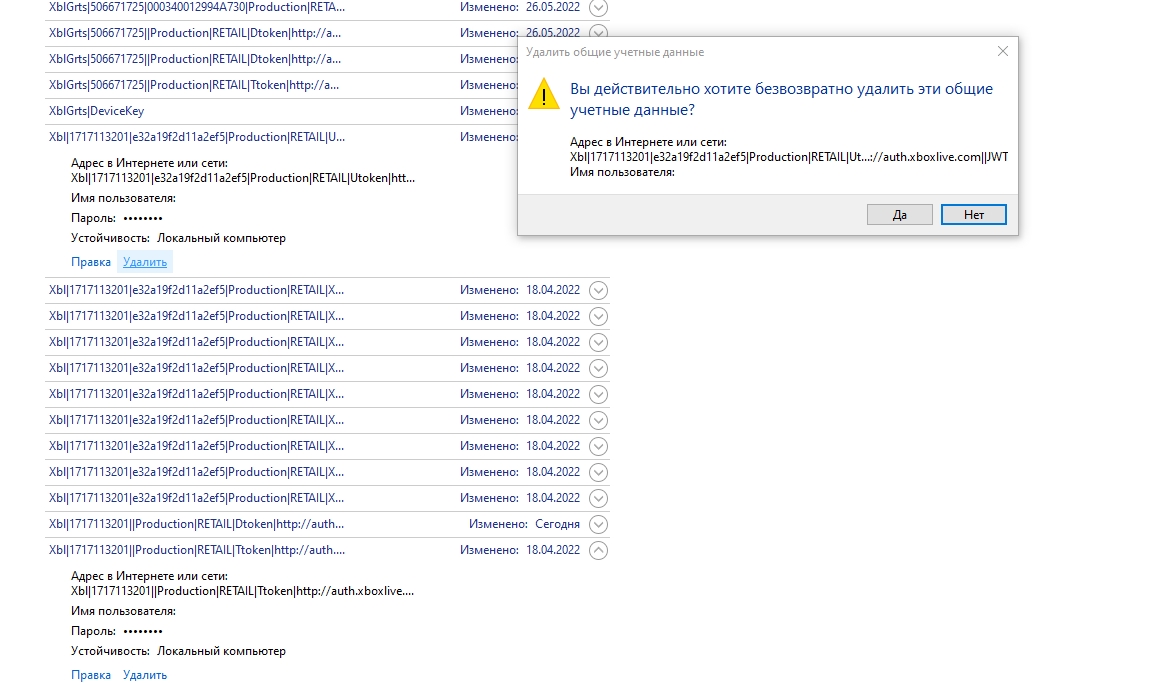 XblGrts|506671725|000340012994A730|Production|RETA... Изменено: 26.05.2022
XblGrts|506671725||Production|RETAIL|Dtoken|http://a... Изменено: 26.05.2022
XblGrts|506671725||Production|RETAIL|Dtoken|http://a... Изменено:
XblGrts|506671725||Production|RETAIL|Ttoken|http://a... Изменено:
XblGrts|DeviceKey Изменено:
Xbl|1717113201|e32a19f2d11a2ef5|Production|RETAIL|U... Изменено:
Адрес в Интернете или сети:
Xbl|1717113201|e32a19f2d11a2ef5|Production|RETAIL|Utoken|htt...
Имя пользователя:
Пароль: ••••••••
Устойчивость: Локальный компьютер
Правка Удалить
Xbl|1717113201|e32a19f2d11a2ef5|Production|RETAIL|X... Изменено: 18.04.2022
Xbl|1717113201|e32a19f2d11a2ef5|Production|RETAIL|X... Изменено: 18.04.2022
Xbl|1717113201|e32a19f2d11a2ef5|Production|RETAIL|X... Изменено: 18.04.2022
Xbl|1717113201|e32a19f2d11a2ef5|Production|RETAIL|X... Изменено: 18.04.2022
Xbl|1717113201|e32a19f2d11a2ef5|Production|RETAIL|X... Изменено: 18.04.2022
Xbl|1717113201|e32a19f2d11a2ef5|Production|RETAIL|X... Изменено: 18.04.2022
Xbl|1717113201|e32a19f2d11a2ef5|Production|RETAIL|X... Изменено: 18.04.2022
Xbl|1717113201|e32a19f2d11a2ef5|Production|RETAIL|X... Изменено: 18.04.2022
Xbl|1717113201|e32a19f2d11a2ef5|Production|RETAIL|X... Изменено: 18.04.2022
Xbl|1717113201||Production|RETAIL|Dtoken|http://auth... Изменено: Сегодня
Xbl|1717113201||Production|RETAIL|Ttoken|http://auth.... Изменено: 18.04.2022
Адрес в Интернете или сети:
Xbl|1717113201||Production|RETAIL|Ttoken|http://auth.xboxlive....
Имя пользователя:
Пароль: ••••••••
Устойчивость: Локальный компьютер
Правка Удалить
Удалить общие учетные данные
Вы действительно хотите безвозвратно удалить эти общие
учетные данные?
Адрес в Интернете или сети:
Xbl|1717113201|e32a19f2d11a2ef5|Production|RETAIL|Ut...://auth.xboxlive.com||JWT
Имя пользователя:
Да Нет